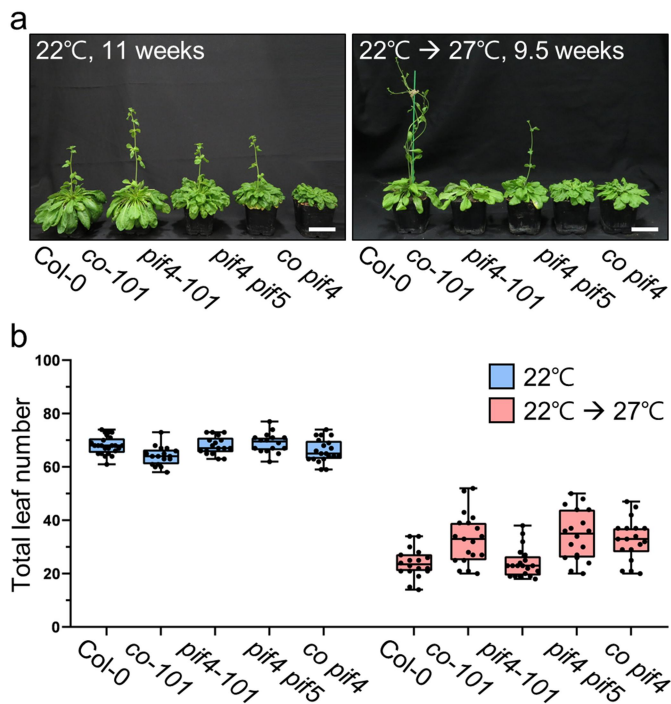 a
22℃, 11 weeks
22℃ → 27℃, 9.5 weeks
Col-0
co-101
pif4-101
pif4 pif5
co pif4
Col-0
co-101
pif4-101
pif4 pif5
co pif4
b
Total leaf number
100
80
60
40
20
0
22℃
22℃ → 27℃
Col-0
co-101
pif4-101
pif4 pif5
co pif4
Col-0
co-101
pif4-101
pif4 pif5
co pif4